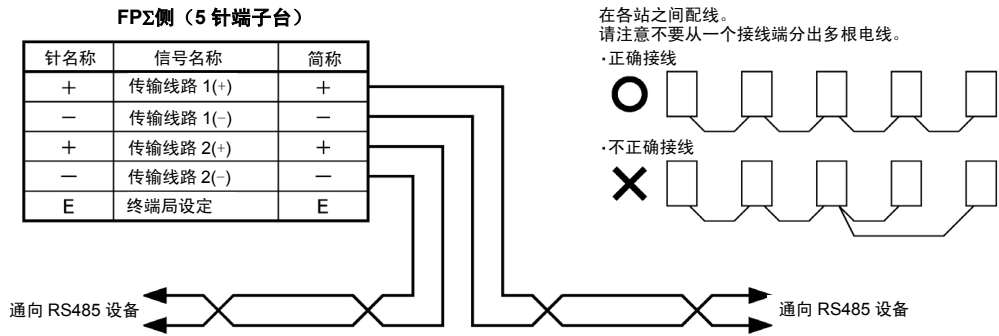 FPΣ侧（5 针端子台）
针名称 信号名称 简称
+ 传输线路 1(+) +
− 传输线路 1(−) −
+ 传输线路 2(+) +
− 传输线路 2(−) −
E 终端局设定 E
通向 RS485 设备
通向 RS485 设备
在各站之间配线。
请注意不要从一个接线端分出多根电线。
·正确接线
·不正确接线